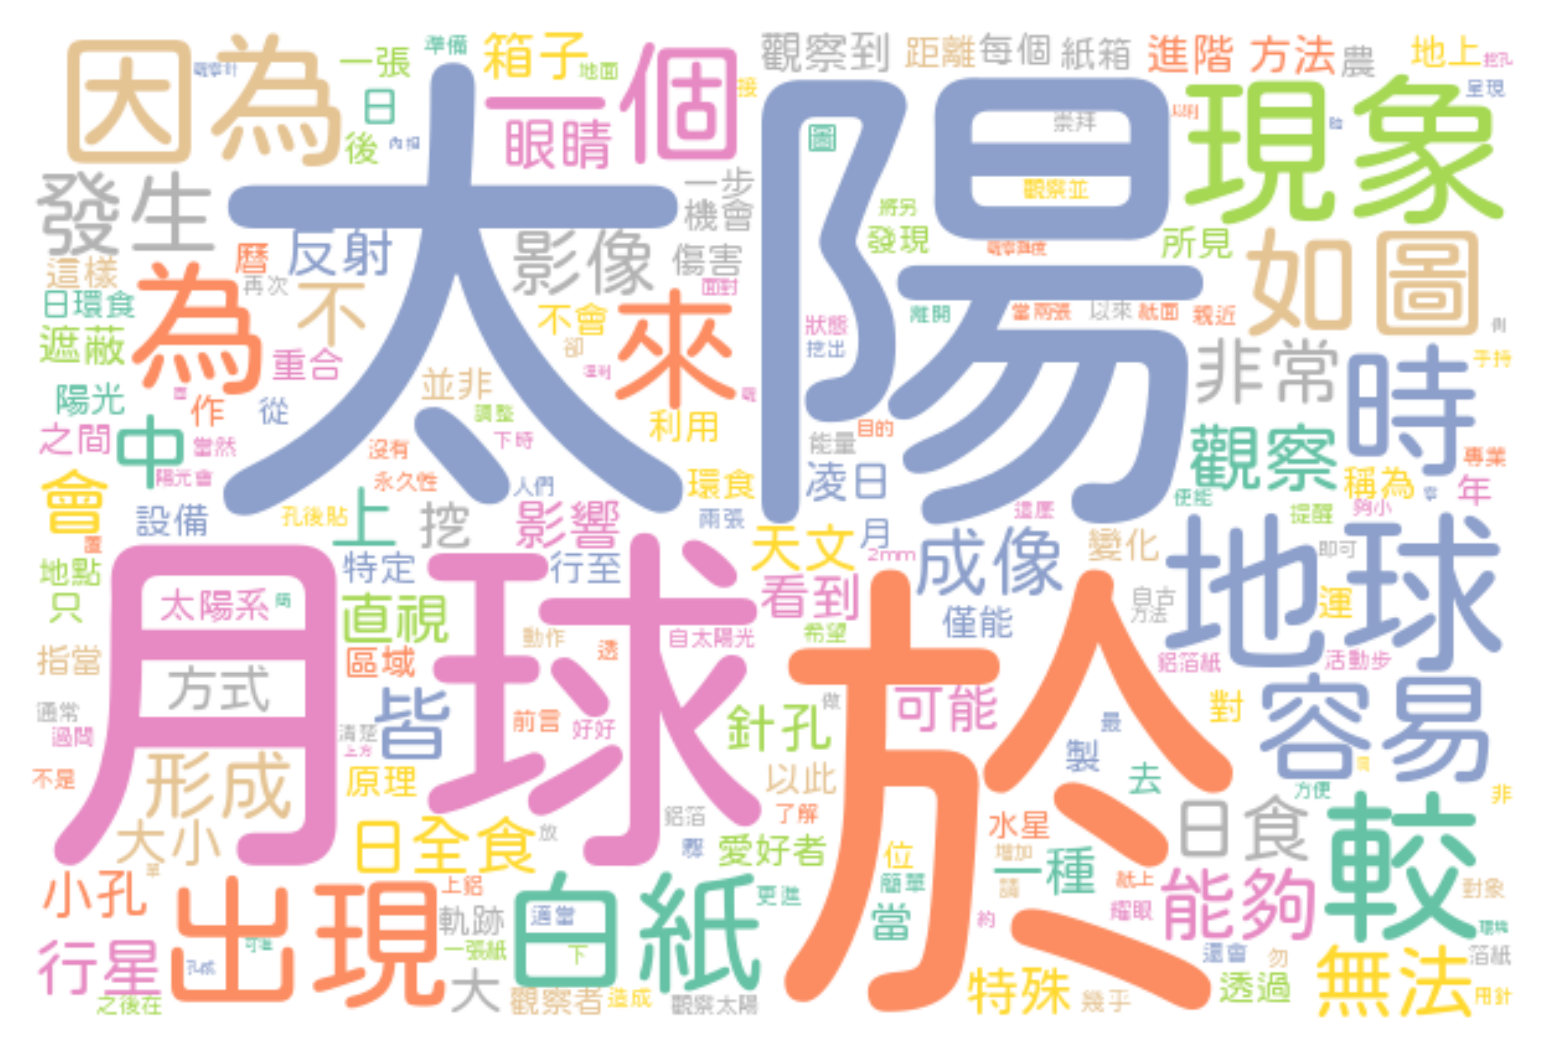 因為
一張
準備
箱子
地面
一個
接
觀察到
距離
每個
紙箱
進階
方法
農
地上
挖孔
呈現
日
後
眼睛
太陽
圖
崇拜
現象
發生
一步
機會
觀察並
將另
發現
所見
如圖
這樣
曆
反射
再次
影像
傷害
面對
日環食
不
為
不會
卻
來
狀態
挖出
離開
當兩張
以來
紙面
親近
側
遮蔽
重合
非常
時
手持
陽光
作
從
並非
調整
下時
利用
目的
能量
之間
中
當然
沒有
觀察
專業
陽光會
永久性
人們
環食
凌日
稱為
年
會
設備
孔後貼
上
挖
影響
兩張
這麼
便能
夠小
提醒
置
天文
月
2mm
成像
變化
地球
即可
地點
只
特定
行至
月球
太陽系
直視
看到
自古
運
方法
動作
自太陽光
希望
僅能
於
指當
區域
透
鋁箔紙
活動步
方式
皆
可能
容易
對
通常
過問
清楚
上方
前言
好好
針孔
做
最
製
不是
形成
原理
以此
去
方便
非
大小
日全食
放
鋁箔
了解
水星
日食
較
愛好者
位
增加
一種
小孔
出現
上鋁
白紙
更進
簡單
請
紙上
能夠
對象
軌跡
適當
當
約
耀眼
環境
行星
一張紙
下
還會
勿
箔紙
之後在
大
觀察者
造成
觀察太陽
特殊
幾乎
透過
無法
用針